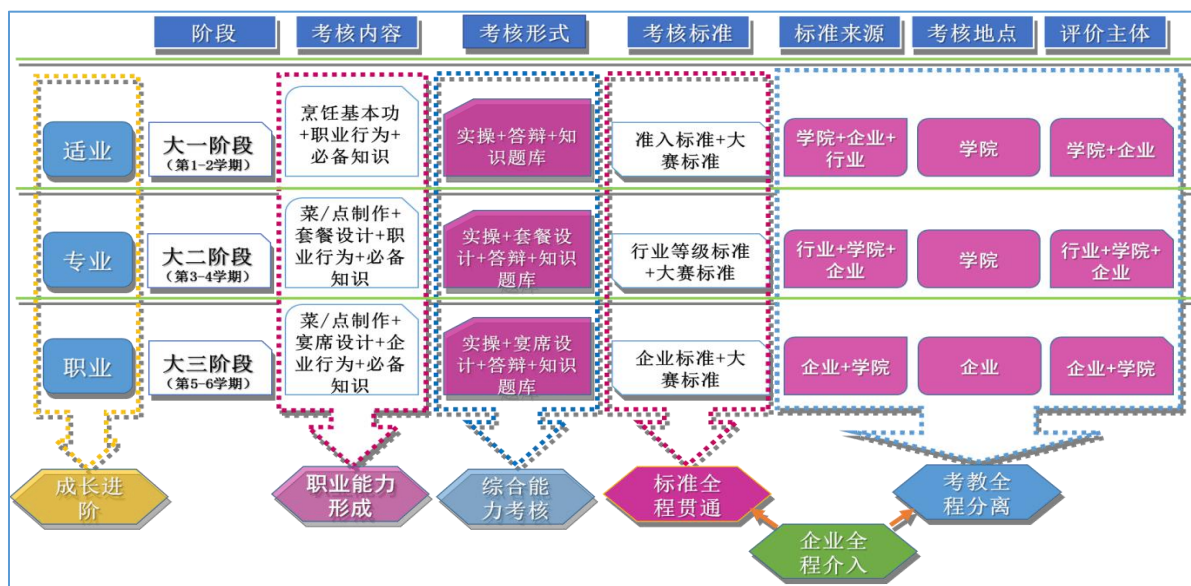 阶段
考核内容
考核形式
考核标准
标准来源
考核地点
评价主体
适业
大一阶段
（第1-2学期）
烹饪基本功
+职业行为+
必备知识
实操+答辩+知
识题库
准入标准+大
赛标准
学院+企业+
行业
学院
学院+企业
专业
大二阶段
（第3-4学期）
菜/点制作+
套餐设计+职
业行为+必备
知识
实操+套餐设
计+答辩+知识
题库
行业等级标准
+大赛标准
行业+学院+
企业
学院
行业+学院+
企业
职业
大三阶段
（第5-6学期）
菜/点制作+
宴席设计+企
业行为+必备
知识
实操+宴席设
计+答辩+知识
题库
企业标准+大
赛标准
企业+学院
企业
企业+学院
成长进
阶
职业能力
形成
综合能
力考核
标准全
程贯通
考教全
程分离
企业全
程介入